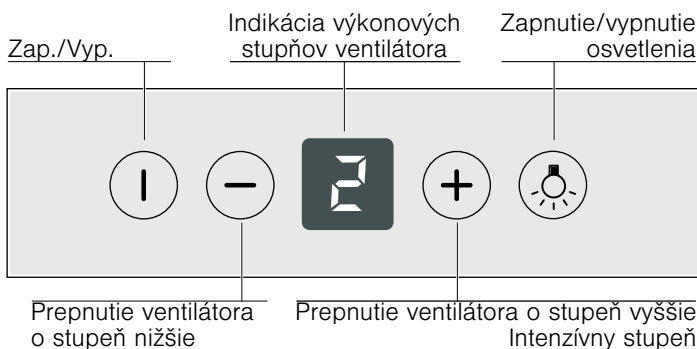 Zap./Vyp.
Indikácia výkonových
stupňov ventilátora
Zapnutie/vypnutie
osvetlenia
2
Prepnutie ventilátora
o stupeň nižšie
Prepnutie ventilátora o stupeň vyššie
Intenzívny stupeň